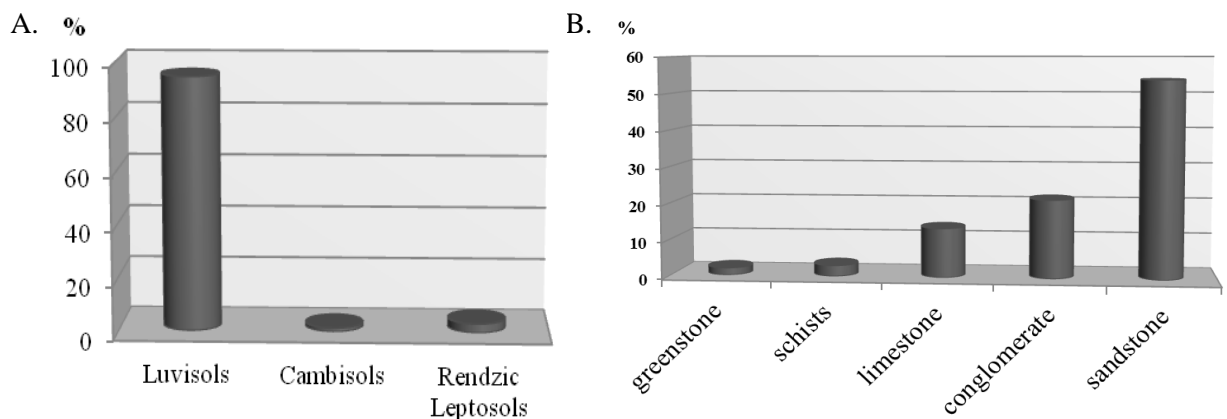 A.
%
100
80
60
40
20
0
Luvisols
Cambisols
Rendzic
Leptosols
B.
%
60
50
40
30
20
10
0
greenstone
schists
limestone
conglomerate
sandstone